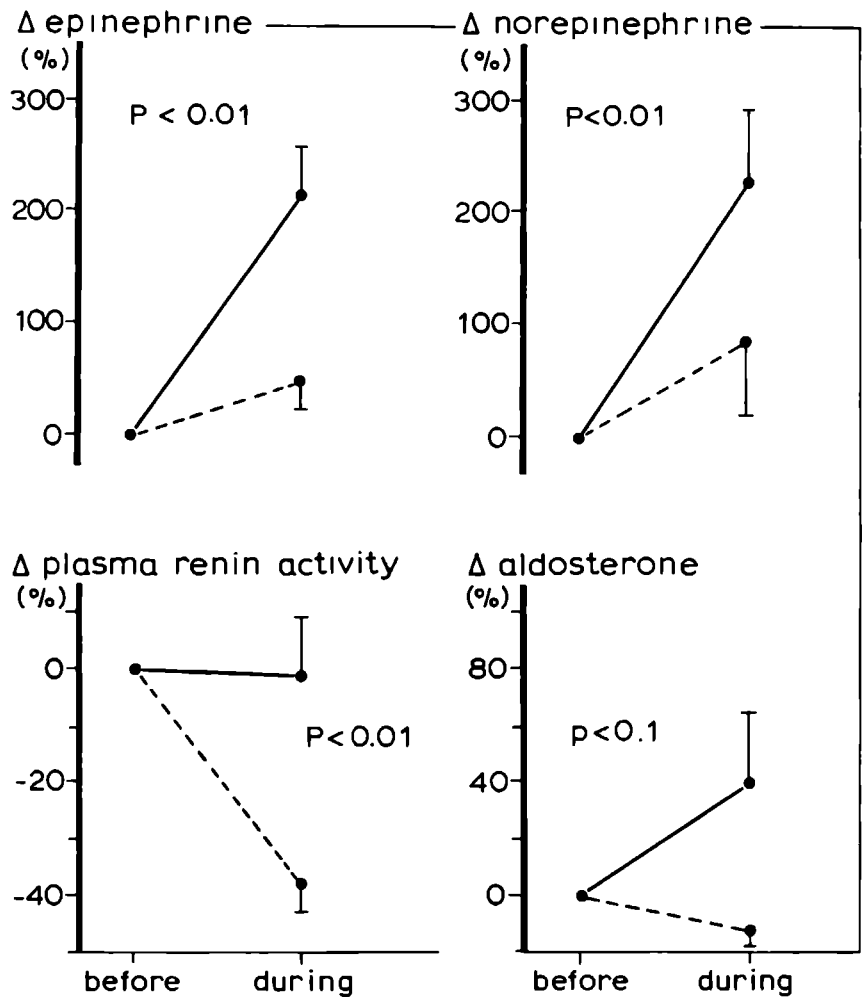 Δ epinephrine
(%)
300
200
100
0
P < 0.01
Δ norepinephrine
(%)
300
200
100
0
P<0.01
Δ plasma renin activity
(%)
0
-20
-40
P<0.01
before during
Δ aldosterone
(%)
80
40
0
p<0.1
before during